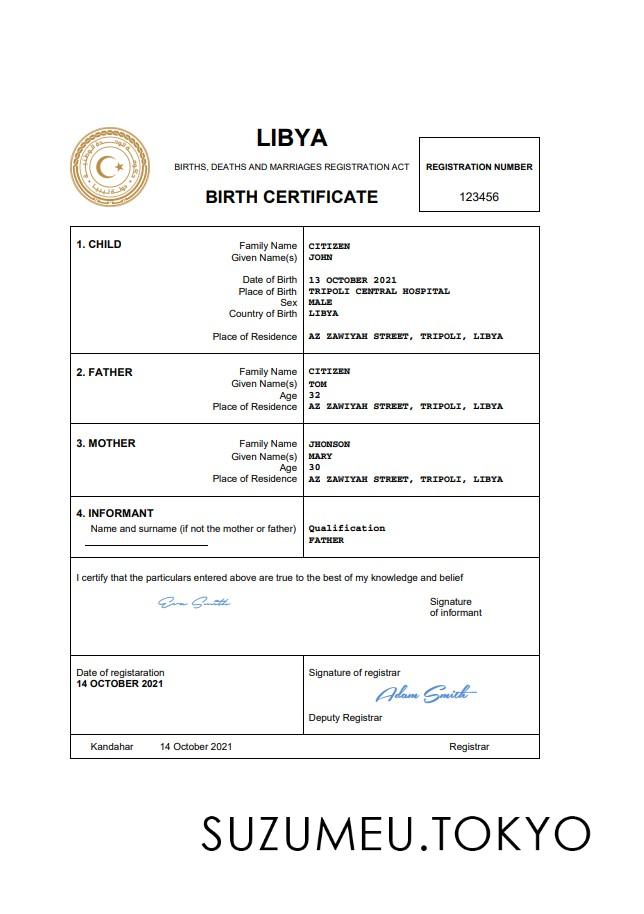 LIBYA
BIRTHS, DEATHS AND MARRIAGES REGISTRATION ACT
BIRTH CERTIFICATE
REGISTRATION NUMBER
123456
1. CHILD
Family Name CITIZEN
Given Name(s) JOHN
Date of Birth 13 OCTOBER 2021
Place of Birth TRIPOLI CENTRAL HOSPITAL
Sex MALE
Country of Birth LIBYA
Place of Residence AZ ZAWIYAH STREET, TRIPOLI, LIBYA
2. FATHER
Family Name CITIZEN
Given Name(s) TOM
Age 32
Place of Residence AZ ZAWIYAH STREET, TRIPOLI, LIBYA
3. MOTHER
Family Name JHONSON
Given Name(s) MARY
Age 30
Place of Residence AZ ZAWIYAH STREET, TRIPOLI, LIBYA
4. INFORMANT
Name and surname (if not the mother or father) Qualification
FATHER
I certify that the particulars entered above are true to the best of my knowledge and belief
Eva Smith
Signature
of informant
Date of registaration
14 OCTOBER 2021
Signature of registrar
Adam Smith
Deputy Registrar
Kandahar 14 October 2021 Registrar
SUZUMEU.TOKYO